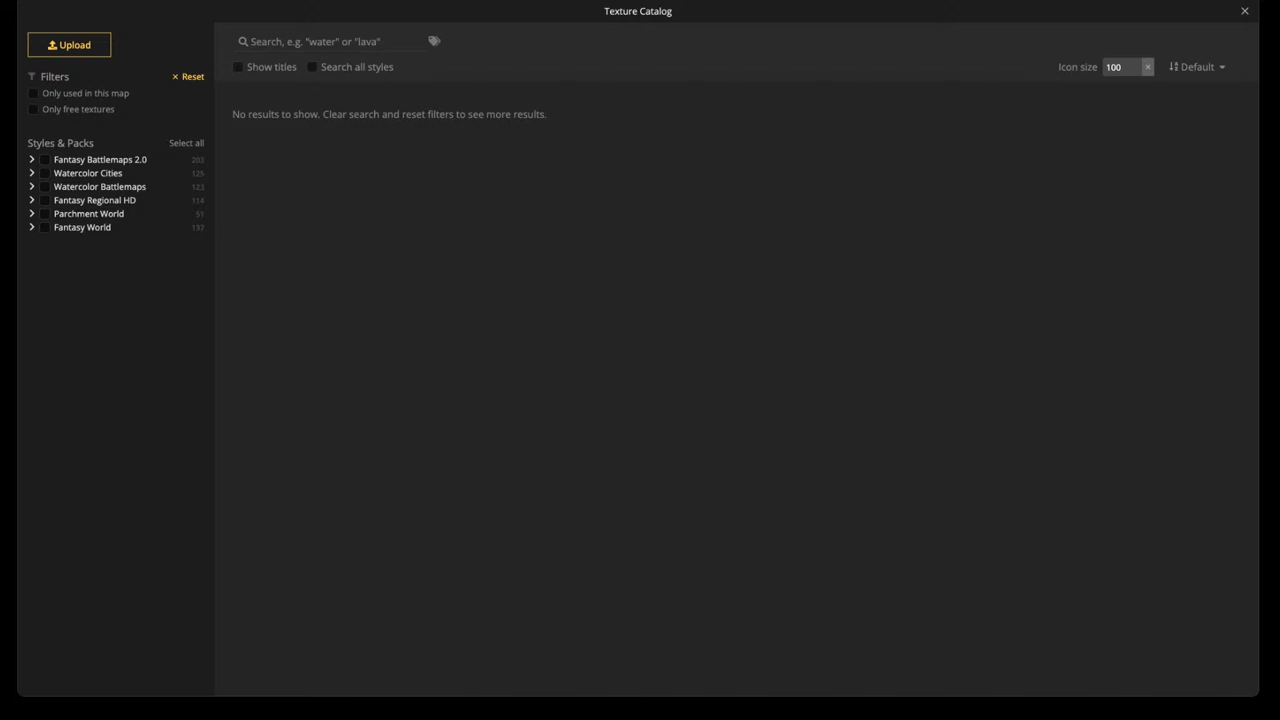 Texture Catalog
Upload
Search, e.g. "water" or "lava"
Filters
Reset
Show titles
Search all styles
Icon size
100
Default
Only used in this map
Only free textures
No results to show. Clear search and reset filters to see more results.
Styles & Packs
Select all
Fantasy Battlemaps 2.0 203
Watercolor Cities 125
Watercolor Battlemaps 123
Fantasy Regional HD 114
Parchment World 51
Fantasy World 137